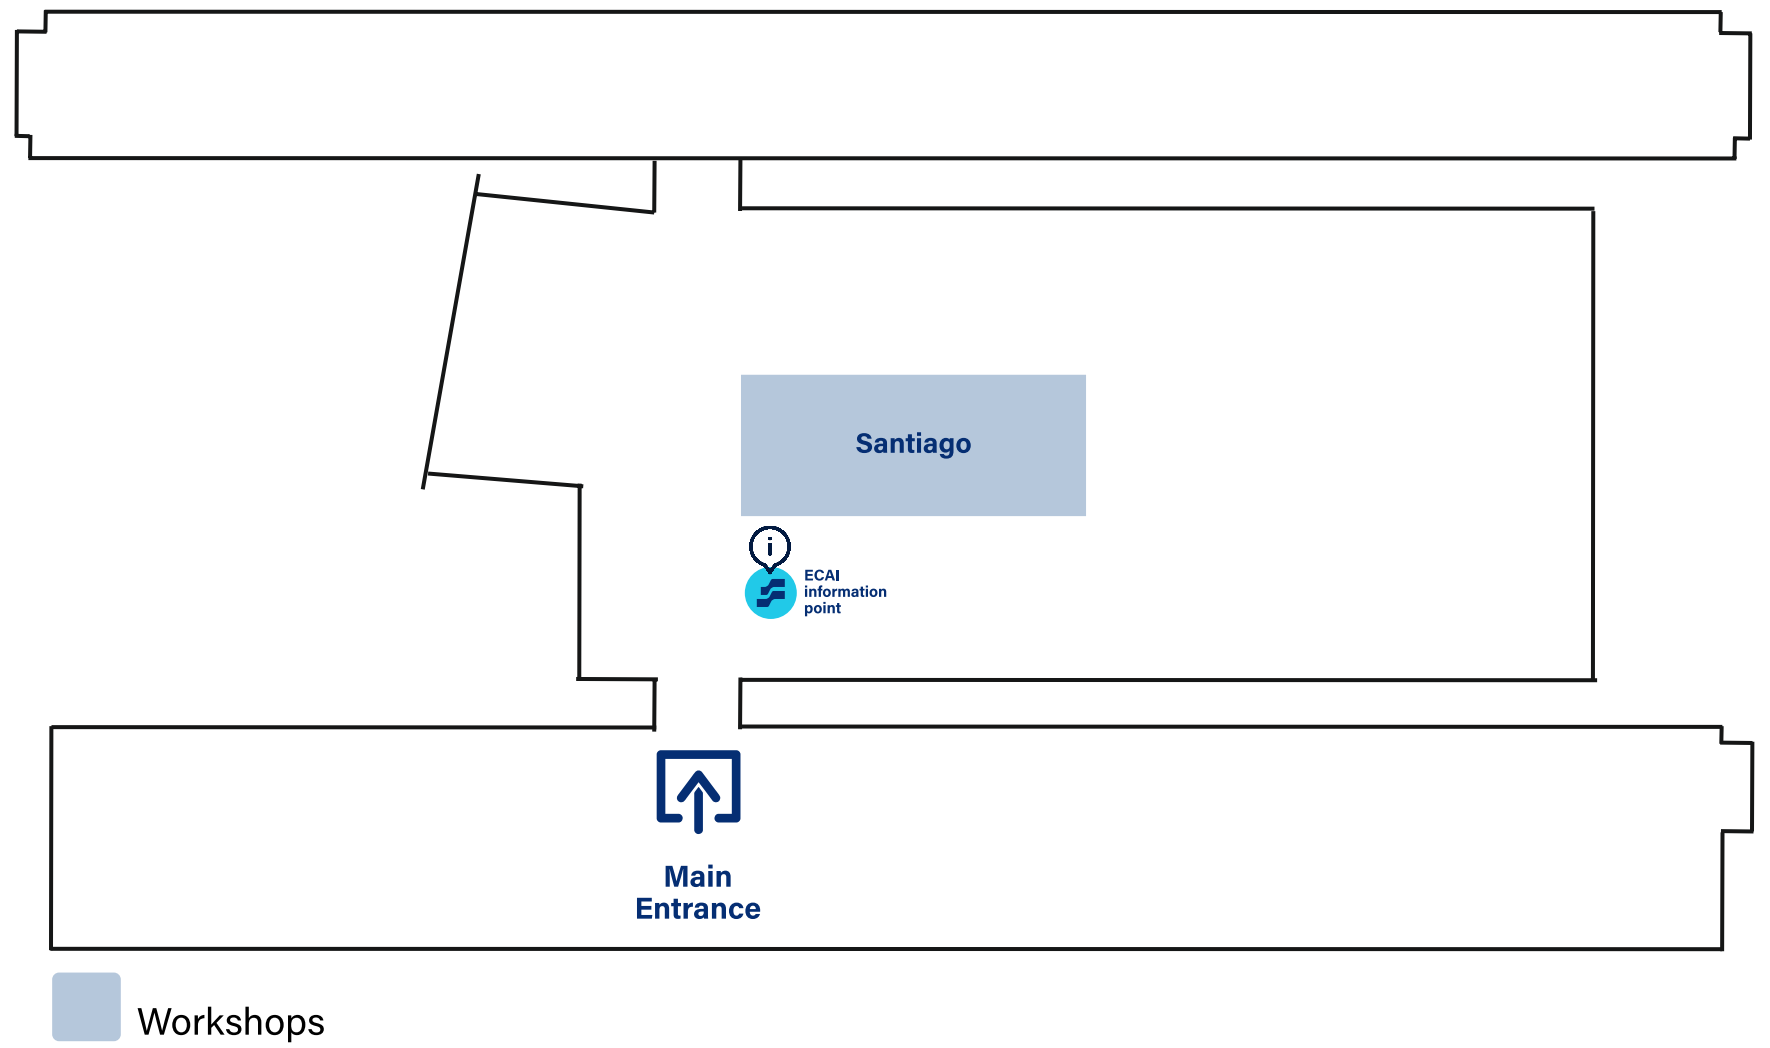 Santiago
i
ECAI
information
point
Main
Entrance
Workshops